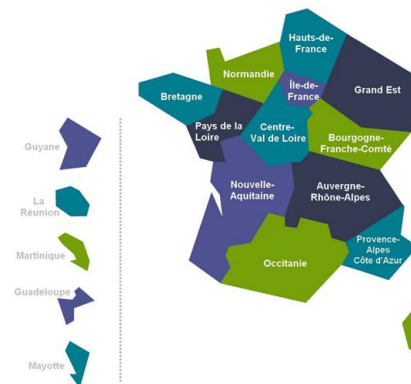 Hauts-de-
France
Normandie
Île-de-
France
Grand Est
Bretagne
Pays de la
Loire
Centre-
Val de Loire
Bourgogne-
Franche-Comté
Nouvelle-
Aquitaine
Auvergne-
Rhône-Alpes
Occitanie
Provence-
Alpes
Côte d'Azur
Guyane
La
Réunion
Martinique
Guadeloupe
Mayotte